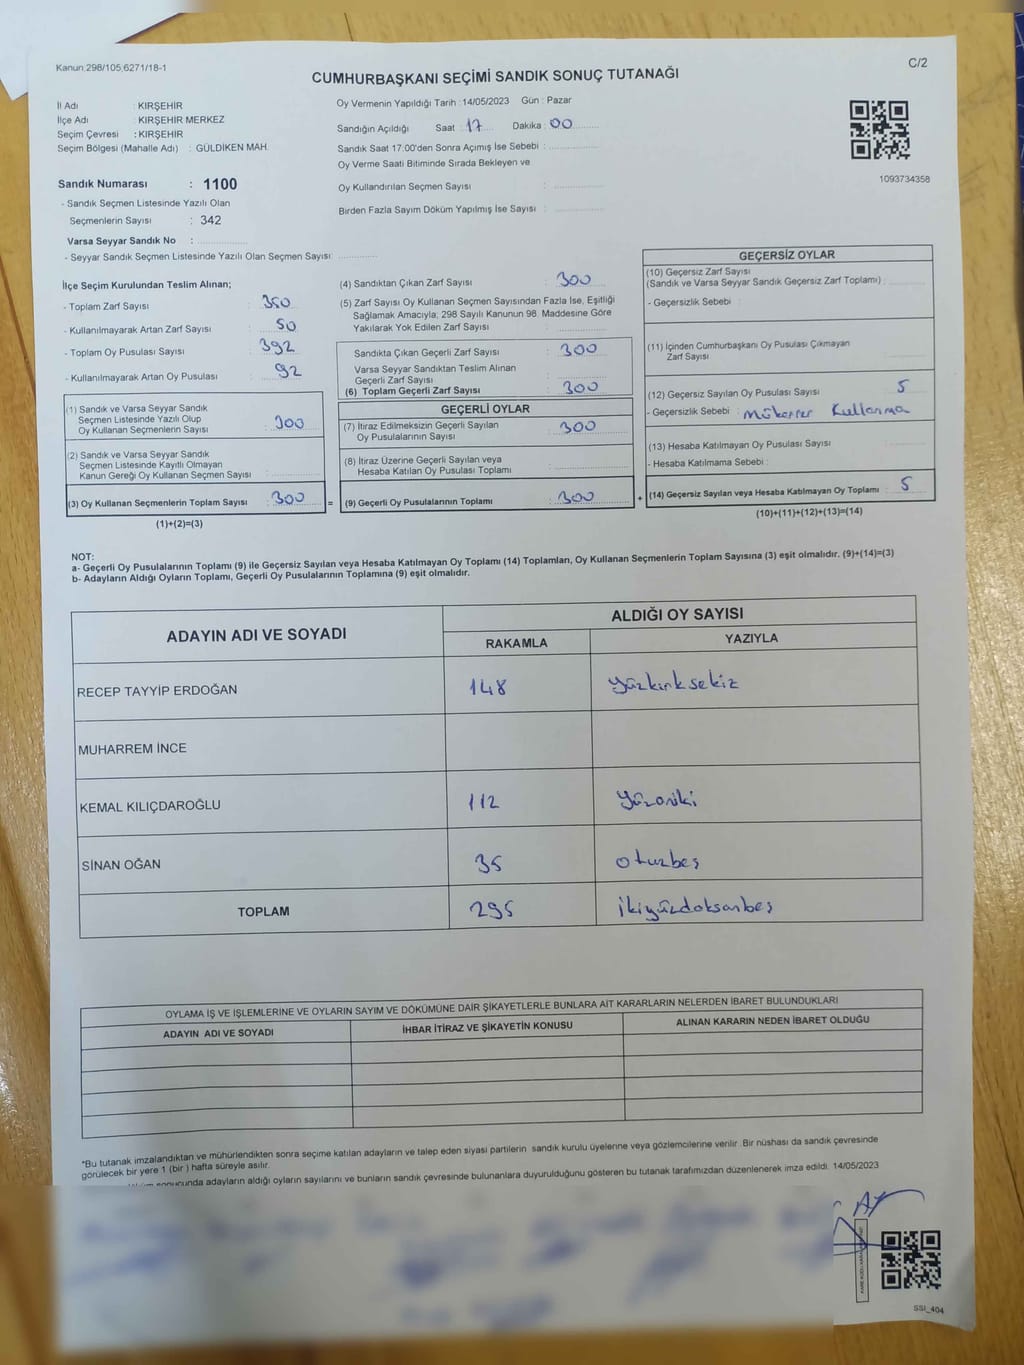 Kanun 298/105,6271/18-1
C/2
CUMHURBAŞKANI SEÇİMİ SANDIK SONUÇ TUTANAĞI
İl Adı : KIRŞEHİR
İlçe Adı : KIRŞEHİR MERKEZ
Seçim Çevresi : KIRŞEHİR
Seçim Bölgesi (Mahalle Adı) : GÜLDİKEN MAH.
Sandık Numarası : 1100
- Sandık Seçmen Listesinde Yazılı Olan
Seçmenlerin Sayısı : 342
Varsa Seyyar Sandık No :
- Seyyar Sandık Seçmen Listesinde Yazılı Olan Seçmen Sayısı:
Oy Vermenin Yapıldığı Tarih : 14/05/2023 Gün : Pazar
Sandığın Açıldığı Saat : 17 Dakika : 00
Sandık Saat 17:00'den Sonra Açılmış İse Sebebi :
Oy Verme Saati Bitiminde Sırada Bekleyen ve
Oy Kullandırılan Seçmen Sayısı :
Birden Fazla Sayım Döküm Yapılmış İse Sayısı :
1093734358
İlçe Seçim Kurulundan Teslim Alınan;
- Toplam Zarf Sayısı : 350
- Kullanılmayarak Artan Zarf Sayısı : 50
- Toplam Oy Pusulası Sayısı : 392
- Kullanılmayarak Artan Oy Pusulası : 92
(1) Sandık ve Varsa Seyyar Sandık
Seçmen Listesinde Yazılı Olup
Oy Kullanan Seçmenlerin Sayısı : 300
(2) Sandık ve Varsa Seyyar Sandık
Seçmen Listesinde Kayıtlı Olmayan
Kanun Gereği Oy Kullanan Seçmen Sayısı :
(3) Oy Kullanan Seçmenlerin Toplam Sayısı : 300 =
(1)+(2)=(3)
(4) Sandıktan Çıkan Zarf Sayısı : 300
(5) Zarf Sayısı Oy Kullanan Seçmen Sayısından Fazla İse, Eşitliği
Sağlamak Amacıyla; 298 Sayılı Kanunun 98. Maddesine Göre
Yakılarak Yok Edilen Zarf Sayısı :
Sandıkta Çıkan Geçerli Zarf Sayısı : 300
Varsa Seyyar Sandıktan Teslim Alınan
Geçerli Zarf Sayısı :
(6) Toplam Geçerli Zarf Sayısı : 300
GEÇERLİ OYLAR
(7) İtiraz Edilmeksizin Geçerli Sayılan
Oy Pusulalarının Sayısı : 300
(8) İtiraz Üzerine Geçerli Sayılan veya
Hesaba Katılan Oy Pusulası Toplamı :
(9) Geçerli Oy Pusulalarının Toplamı : 300 +
GEÇERSİZ OYLAR
(10) Geçersiz Zarf Sayısı
(Sandık ve Varsa Seyyar Sandık Geçersiz Zarf Toplamı) :
- Geçersizlik Sebebi :
(11) İçinden Cumhurbaşkanı Oy Pusulası Çıkmayan
Zarf Sayısı :
(12) Geçersiz Sayılan Oy Pusulası Sayısı : 5
- Geçersizlik Sebebi : Mükerrer Kullanma
(13) Hesaba Katılmayan Oy Pusulası Sayısı :
- Hesaba Katılmama Sebebi :
(14) Geçersiz Sayılan veya Hesaba Katılmayan Oy Toplamı : 5
(10)+(11)+(12)+(13)=(14)
NOT:
a- Geçerli Oy Pusulalarının Toplamı (9) ile Geçersiz Sayılan veya Hesaba Katılmayan Oy Toplamı (14) Toplamları, Oy Kullanan Seçmenlerin Toplam Sayısına (3) eşit olmalıdır. (9)+(14)=(3)
b- Adayların Aldığı Oyların Toplamı, Geçerli Oy Pusulalarının Toplamına (9) eşit olmalıdır.
ADAYIN ADI VE SOYADI
ALDIĞI OY SAYISI
RAKAMLA YAZIYLA
RECEP TAYYİP ERDOĞAN 148 yüzkırksekiz
MUHARREM İNCE
KEMAL KILIÇDAROĞLU 112 yüzoniki
SİNAN OĞAN 35 otuzbeş
TOPLAM 295 ikiyüzdoksanbeş
OYLAMA İŞ VE İŞLEMLERİNE VE OYLARIN SAYIM VE DÖKÜMÜNE DAİR ŞİKAYETLERLE BUNLARA AİT KARARLARIN NELERDEN İBARET BULUNDUKLARI
ADAYIN ADI VE SOYADI İHBAR İTİRAZ VE ŞİKAYETİN KONUSU ALINAN KARARIN NEDEN İBARET OLDUĞU
*Bu tutanak imzalandıktan ve mühürlendikten sonra seçime katılan adayların ve talep eden siyasi partilerin sandık kurulu üyelerine veya gözlemcilerine verilir. Bir nüshası da sandık çevresinde
görülecek bir yere 1 (bir) hafta süreyle asılır.
sonucunda adayların aldığı oyların sayılarını ve bunların sandık çevresinde bulunanlara duyurulduğunu gösteren bu tutanak tarafımızdan düzenlenerek imza edildi. 14/05/2023
SSI_404